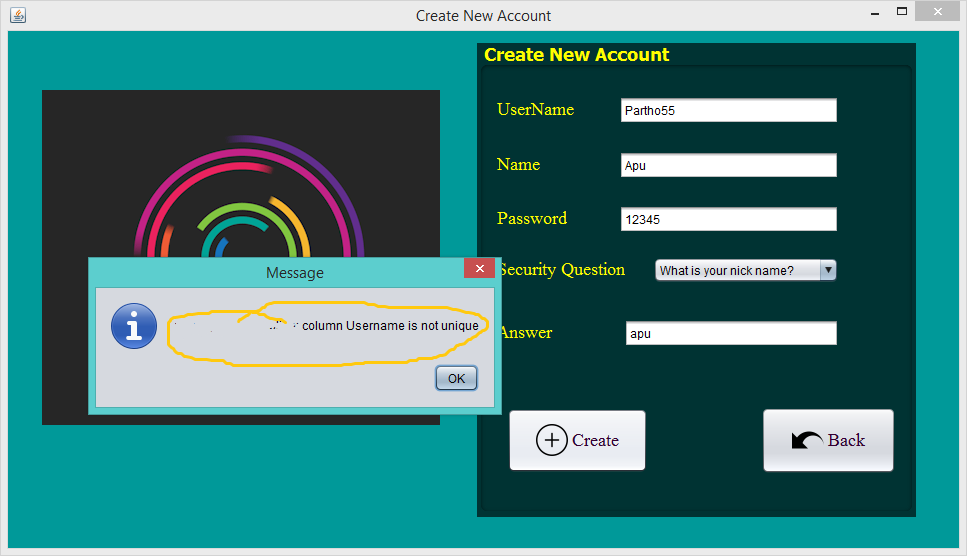 Create New Account
Create New Account
UserName
Partho55
Name
Apu
Password
12345
Message
Security Question
What is your nick name?
column Username is not unique
Answer
apu
OK
Create
Back